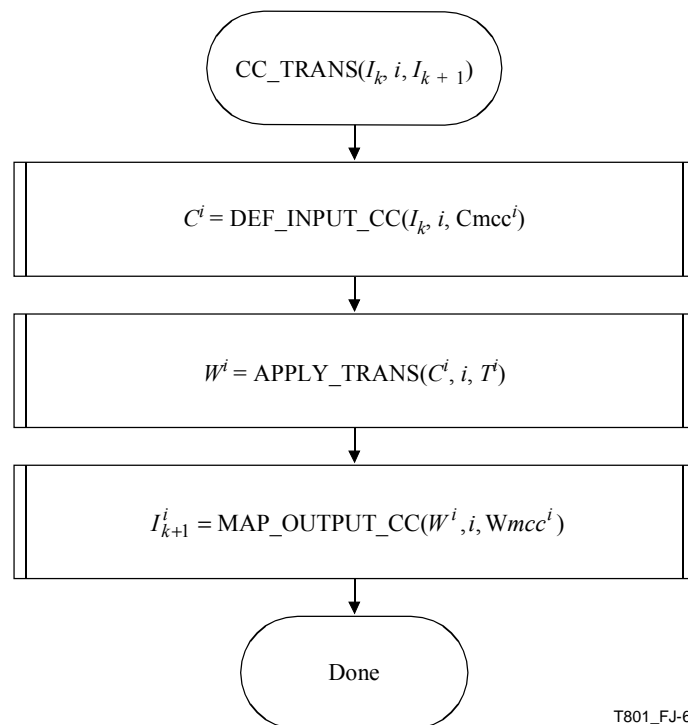 CC_TRANS(I_k, i, I_{k + 1})
C^i = DEF_INPUT_CC(I_k, i, Cmcc^i)
W^i = APPLY_TRANS(C^i, i, T^i)
I^i_{k+1} = MAP_OUTPUT_CC(W^i, i, Wmcc^i)
Done
T801_FJ-6